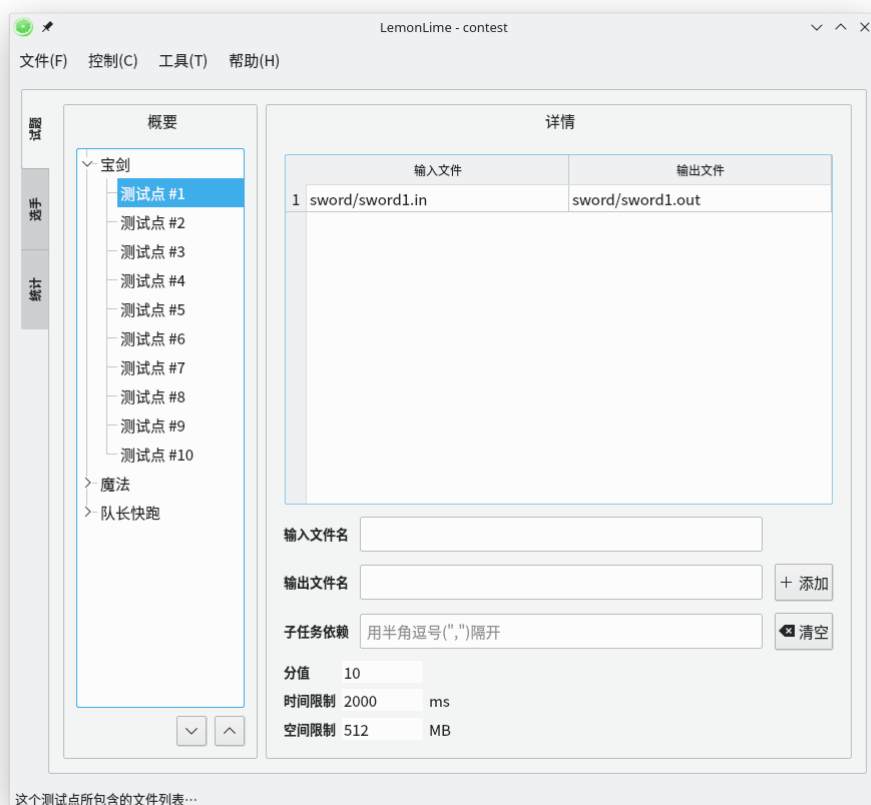 LemonLime - contest
文件(F) 控制(C) 工具(T) 帮助(H)
试题
选手
统计
概要
宝剑
测试点 #1
测试点 #2
测试点 #3
测试点 #4
测试点 #5
测试点 #6
测试点 #7
测试点 #8
测试点 #9
测试点 #10
魔法
队长快跑
详情
输入文件 输出文件
1 sword/sword1.in sword/sword1.out
输入文件名
输出文件名 添加
子任务依赖 用半角逗号(",")隔开 清空
分值 10
时间限制 2000 ms
空间限制 512 MB
这个测试点所包含的文件列表…